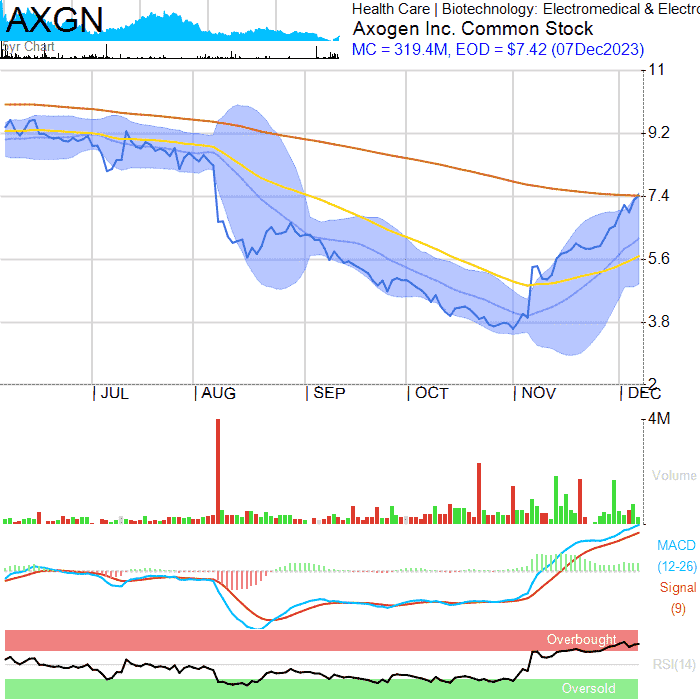 AXGN
5yr Chart
Health Care | Biotechnology: Electromedical & Electro
Axogen Inc. Common Stock
MC = 319.4M, EOD = $7.42 (07Dec2023)
11
9.2
7.4
5.6
3.8
2
JUL
AUG
SEP
OCT
NOV
DEC
4M
Volume
MACD
(12-26)
Signal
(9)
Overbought
RSI(14)
Oversold